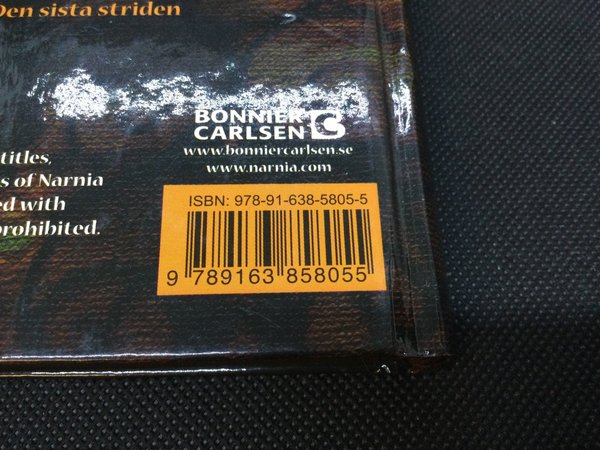 Den sista striden
BONNIER
CARLSEN
www.bonniercarlsen.se
www.narnia.com
titles,
s of Narnia
ed with
prohibited.
ISBN: 978-91-638-5805-5
9 789163 858055